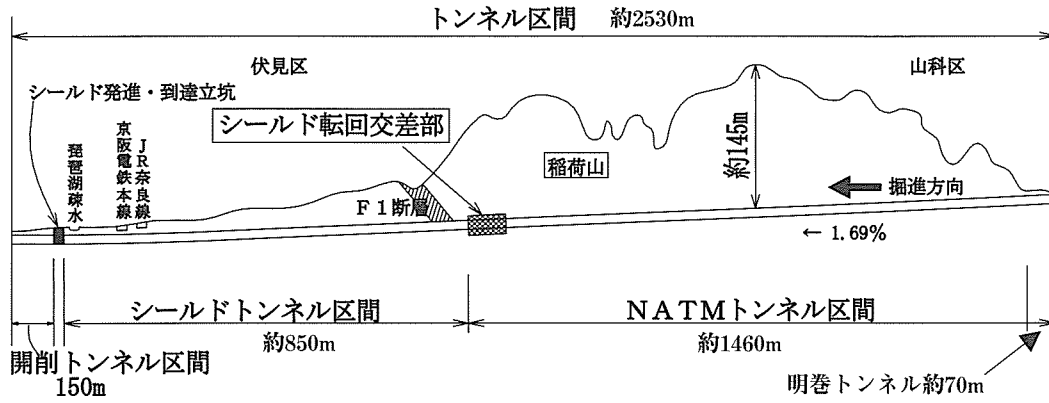 トンネル区間 約2530m
伏見区
山科区
シールド発進・到達立坑
シールド転回交差部
琵琶湖疎水
京阪電鉄本線
JR奈良線
稲荷山
約145m
F1断層
掘進方向
← 1.69%
シールドトンネル区間
NATMトンネル区間
約850m
約1460m
開削トンネル区間
150m
明巻トンネル約70m